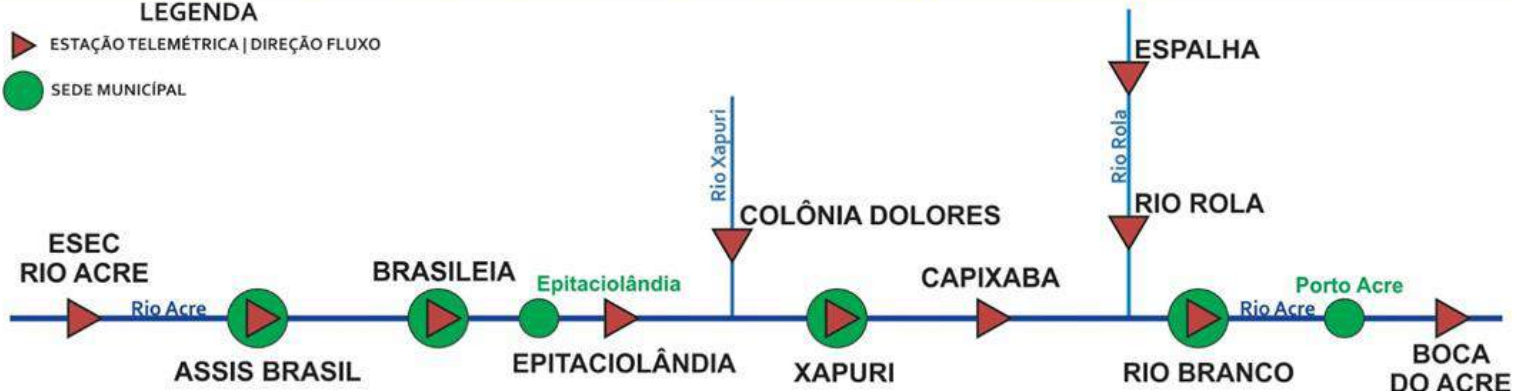 LEGENDA
ESTAÇÃO TELEMÉTRICA | DIREÇÃO FLUXO
SEDE MUNICÍPAL
ESPALHA
Rio Xapuri
Rio Rola
COLÔNIA DOLORES
RIO ROLA
ESEC
RIO ACRE
BRASILEIA
Epitaciolândia
CAPIXABA
Porto Acre
Rio Acre
Rio Acre
ASSIS BRASIL
EPITACIOLÂNDIA
XAPURI
RIO BRANCO
BOCA
DO ACRE